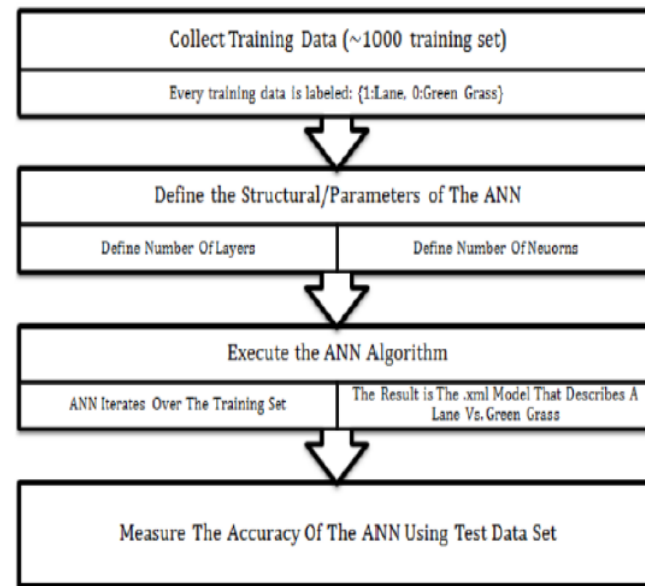 Collect Training Data (~1000 training set)
Every training data is labeled: {1:Lane, 0:Green Grass}
Define the Structural/Parameters of The ANN
Define Number Of Layers
Define Number Of Neuorns
Execute the ANN Algorithm
ANN Iterates Over The Training Set
The Result is The .xml Model That Describes A
Lane Vs. Green Grass
Measure The Accuracy Of The ANN Using Test Data Set